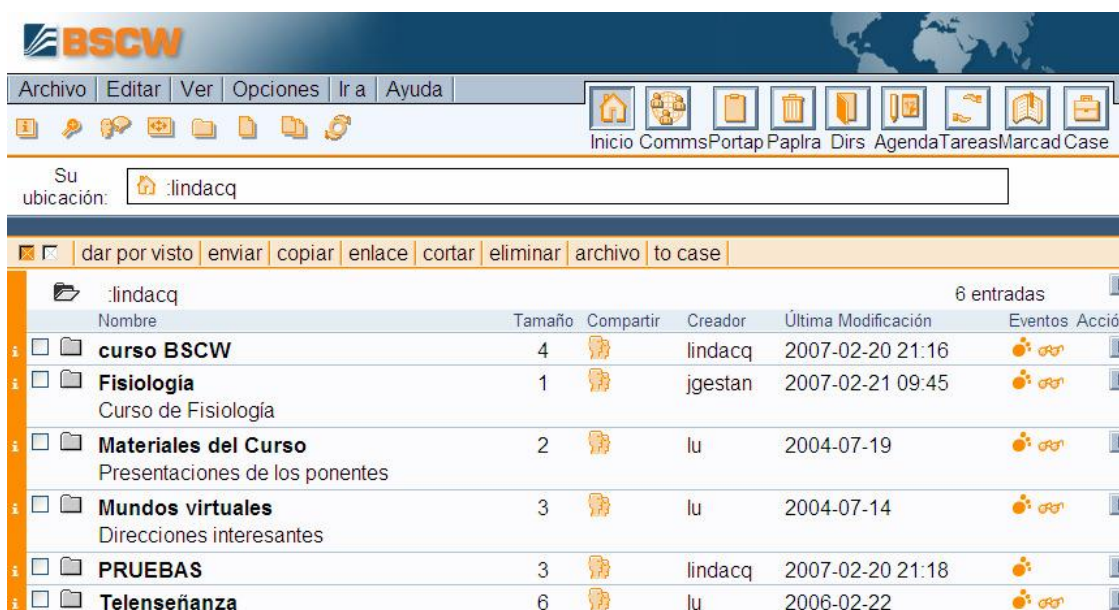 BSCW
Archivo Editar Ver Opciones Ir a Ayuda
Inicio Comms Portap Paplra Dirs Agenda Tareas Marcad Case
Su ubicación: :lindacq
dar por visto enviar copiar enlace cortar eliminar archivo to case
:lindacq 6 entradas
Nombre Tamaño Compartir Creador Última Modificación Eventos Acció
curso BSCW 4 lindacq 2007-02-20 21:16
Fisiología 1 jgestan 2007-02-21 09:45
Curso de Fisiología
Materiales del Curso 2 lu 2004-07-19
Presentaciones de los ponentes
Mundos virtuales 3 lu 2004-07-14
Direcciones interesantes
PRUEBAS 3 lindacq 2007-02-20 21:18
Telenseñanza 6 lu 2006-02-22